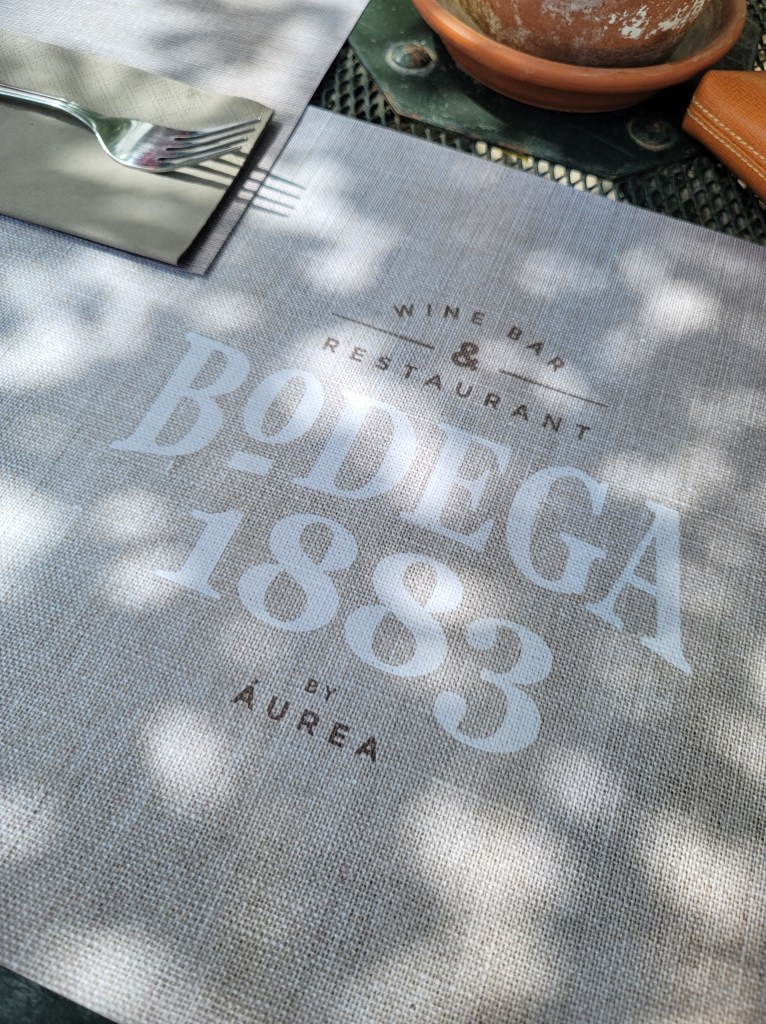 WINE BAR
&
RESTAURANT
BODEGA
1883
BY
ÁUREA